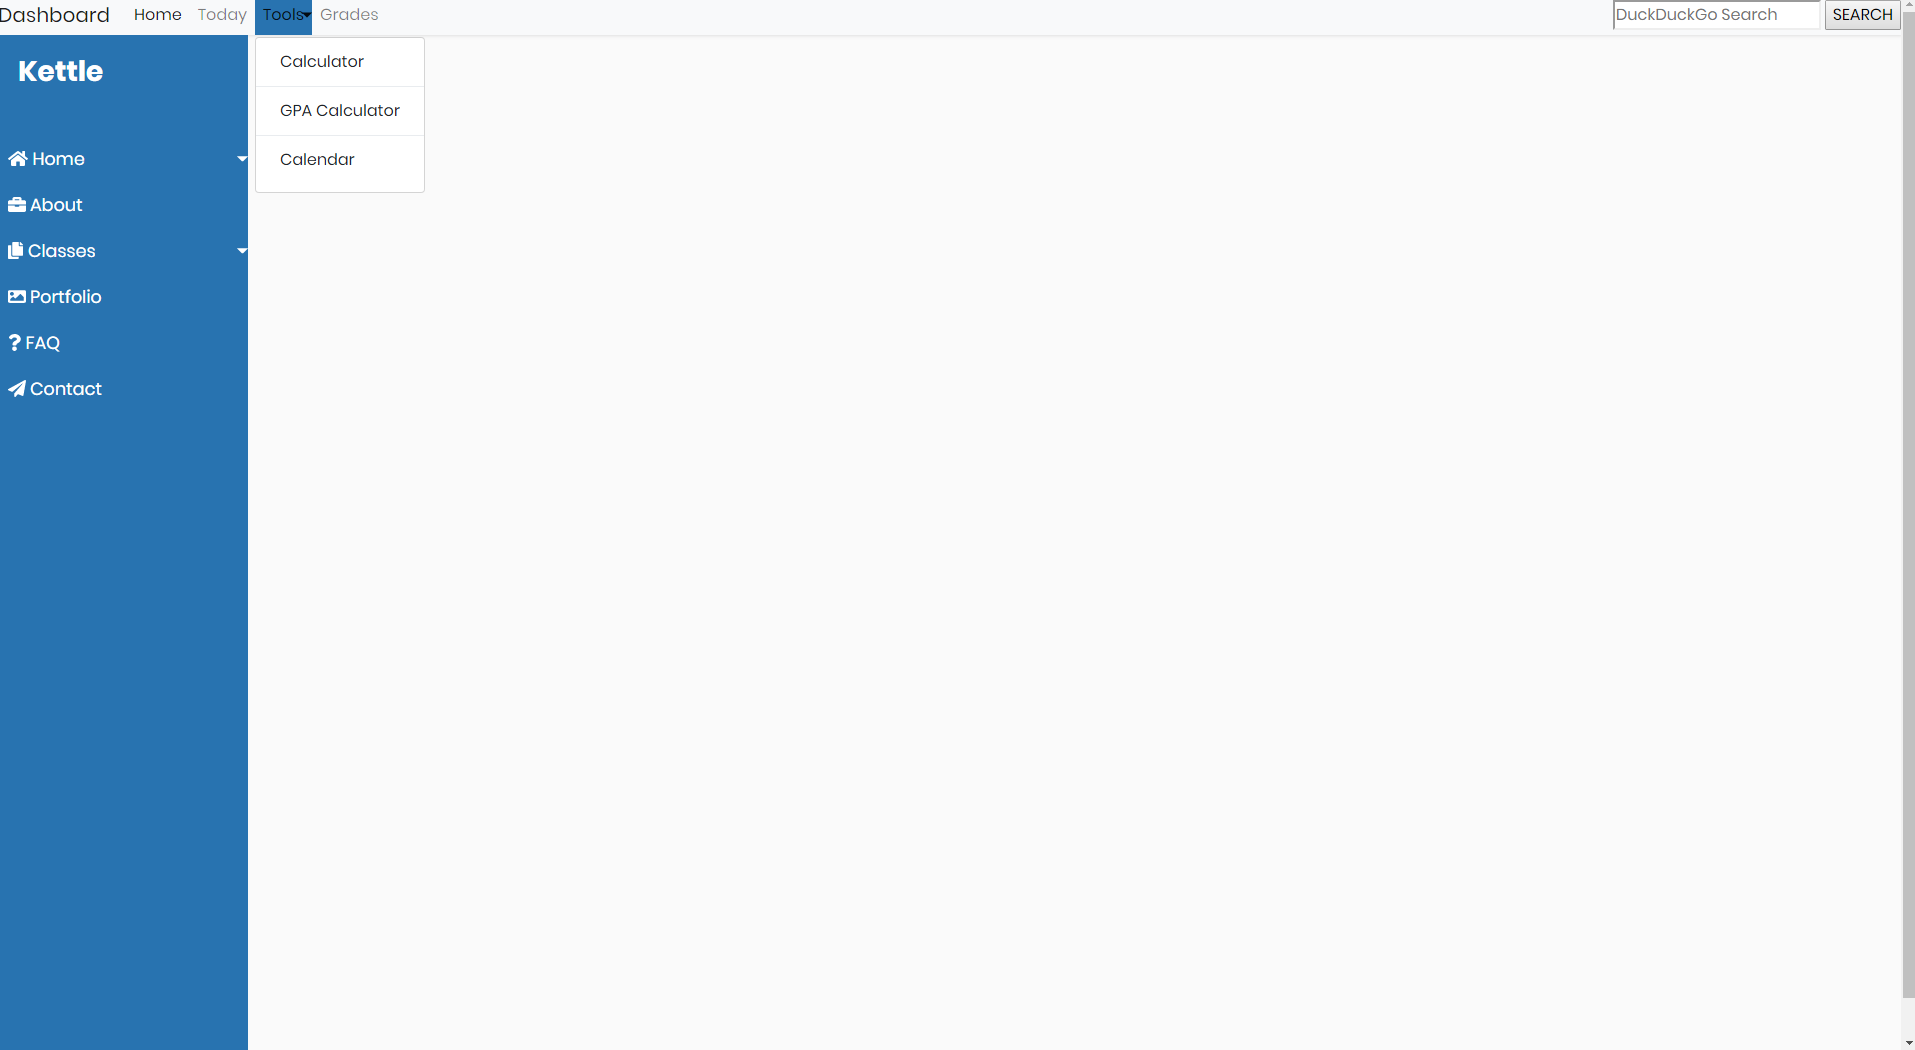 Dashboard Home Today Tools Grades DuckDuckGo Search SEARCH
Kettle
Calculator
GPA Calculator
Calendar
Home
About
Classes
Portfolio
FAQ
Contact